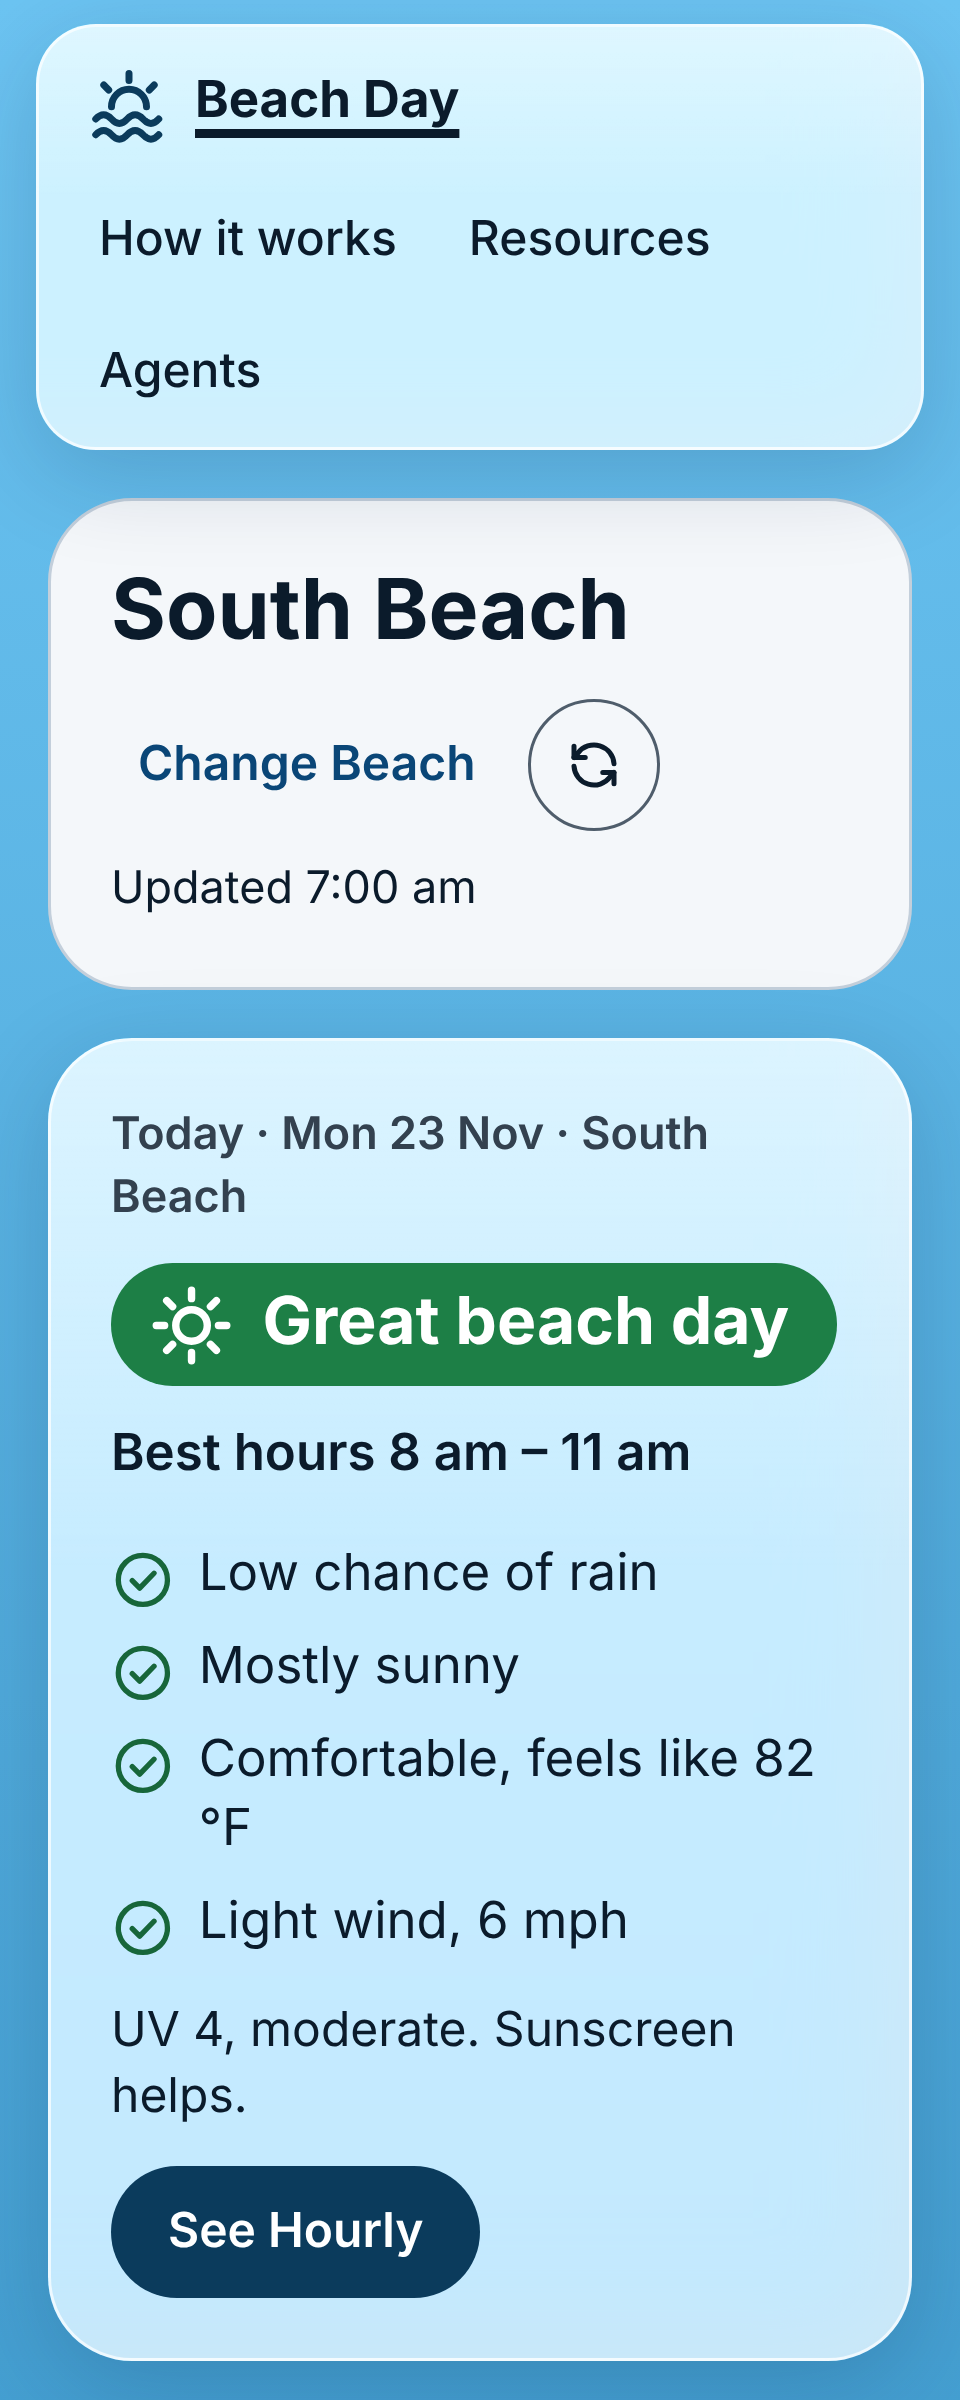 Beach Day
How it works Resources
Agents
South Beach
Change Beach
Updated 7:00 am
Today · Mon 23 Nov · South
Beach
Great beach day
Best hours 8 am – 11 am
Low chance of rain
Mostly sunny
Comfortable, feels like 82
°F
Light wind, 6 mph
UV 4, moderate. Sunscreen
helps.
See Hourly